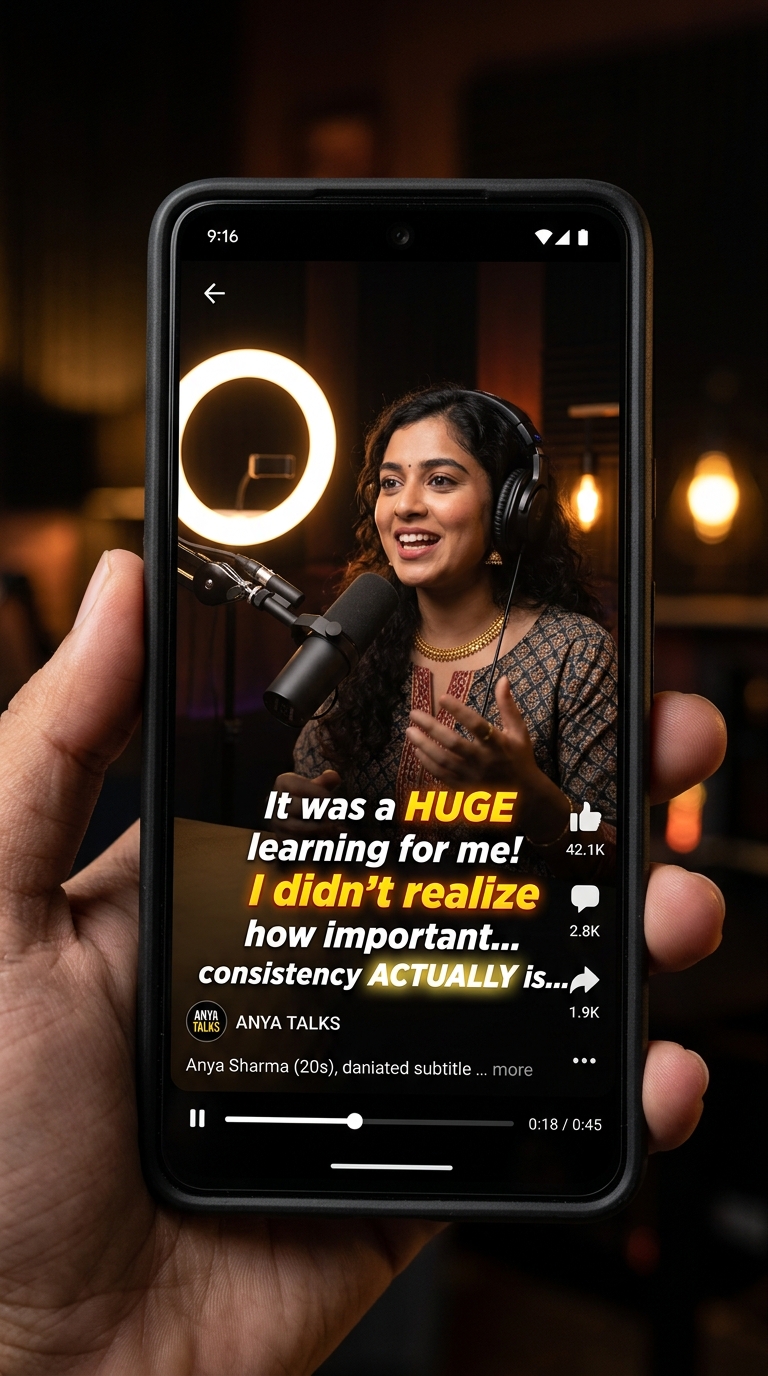 9:16
It was a HUGE
learning for me!
I didn't realize
how important...
consistency ACTUALLY is...
42.1K
2.8K
1.9K
ANYA
TALKS
ANYA TALKS
Anya Sharma (20s), daniated subtitle ... more
0:18 / 0:45